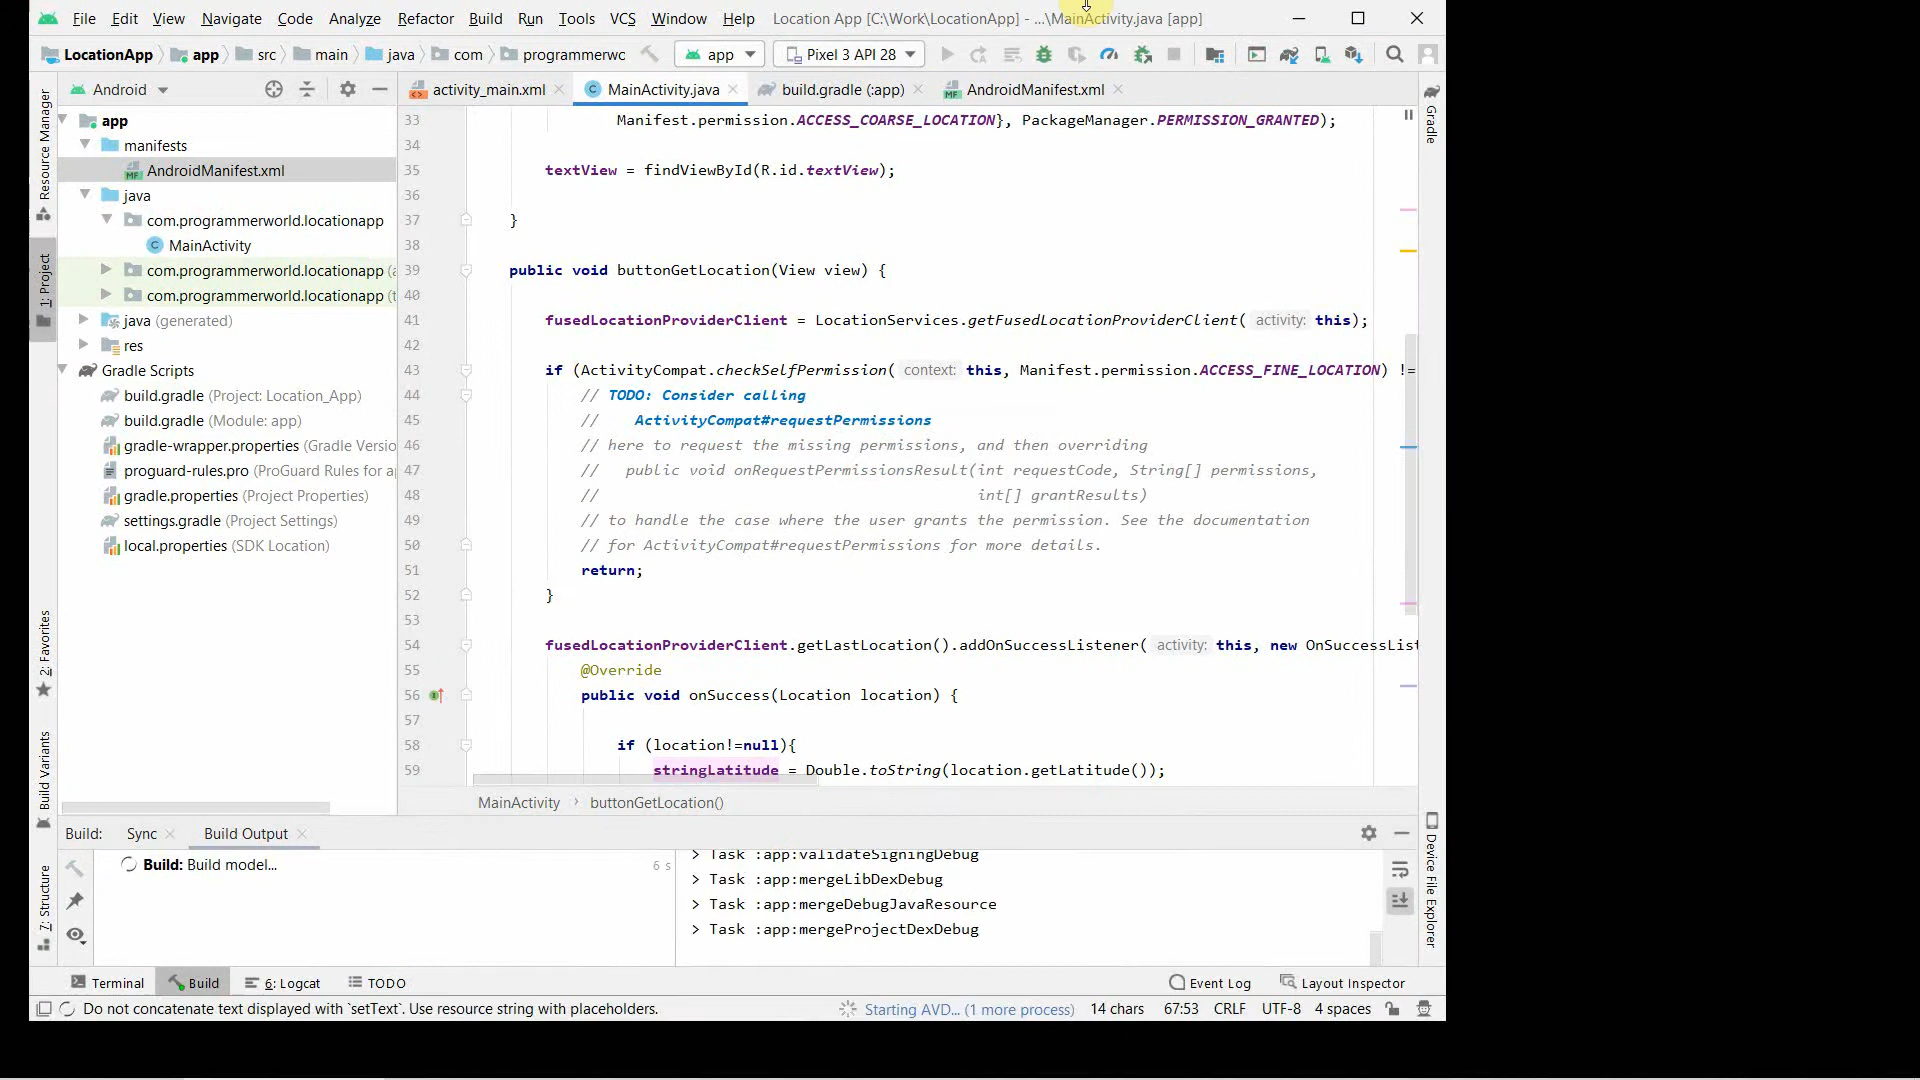 File Edit View Navigate Code Analyze Refactor Build Run Tools VCS Window Help Location App [C:\Work\LocationApp] - ...\MainActivity.java [app]
LocationApp app src main java com programmerwc app Pixel 3 API 28
Android activity_main.xml MainActivity.java build.gradle (:app) AndroidManifest.xml
Resource Manager
1: Project
2: Favorites
Build Variants
7: Structure
app
manifests
AndroidManifest.xml
java
com.programmerworld.locationapp
MainActivity
com.programmerworld.locationapp (a
com.programmerworld.locationapp (t
java (generated)
res
Gradle Scripts
build.gradle (Project: Location_App)
build.gradle (Module: app)
gradle-wrapper.properties (Gradle Versio
proguard-rules.pro (ProGuard Rules for a
gradle.properties (Project Properties)
settings.gradle (Project Settings)
local.properties (SDK Location)
33 Manifest.permission.ACCESS_COARSE_LOCATION}, PackageManager.PERMISSION_GRANTED);
34
35 textView = findViewById(R.id.textView);
36
37 }
38
39 public void buttonGetLocation(View view) {
40
41 fusedLocationProviderClient = LocationServices.getFusedLocationProviderClient( activity: this);
42
43 if (ActivityCompat.checkSelfPermission( context: this, Manifest.permission.ACCESS_FINE_LOCATION) !=
44 // TODO: Consider calling
45 // ActivityCompat#requestPermissions
46 // here to request the missing permissions, and then overriding
47 // public void onRequestPermissionsResult(int requestCode, String[] permissions,
48 // int[] grantResults)
49 // to handle the case where the user grants the permission. See the documentation
50 // for ActivityCompat#requestPermissions for more details.
51 return;
52 }
53
54 fusedLocationProviderClient.getLastLocation().addOnSuccessListener( activity: this, new OnSuccessList
55 @Override
56 public void onSuccess(Location location) {
57
58 if (location!=null){
59 stringLatitude = Double.toString(location.getLatitude());
MainActivity › buttonGetLocation()
Gradle
Device File Explorer
Build: Sync Build Output
Build: Build model... 6 s
> Task :app:validateSigningDebug
> Task :app:mergeLibDexDebug
> Task :app:mergeDebugJavaResource
> Task :app:mergeProjectDexDebug
Terminal Build 6: Logcat TODO Event Log Layout Inspector
Do not concatenate text displayed with `setText`. Use resource string with placeholders. Starting AVD... (1 more process) 14 chars 67:53 CRLF UTF-8 4 spaces